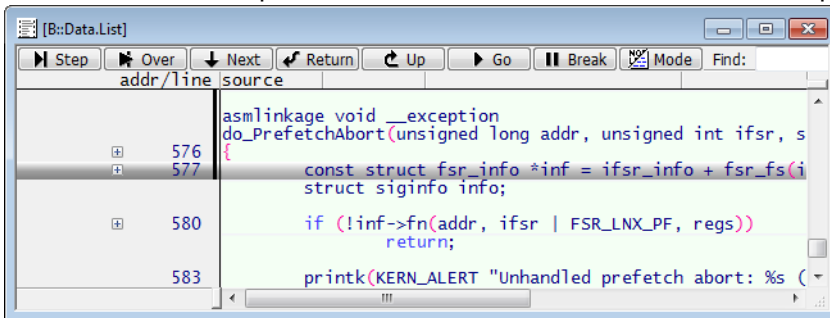 [B::Data.List]
Step Over Next Return Up Go Break Mode Find:
addr/line source
asmlinkage void __exception
do_PrefetchAbort(unsigned long addr, unsigned int ifsr, s
576 {
577 const struct fsr_info *inf = ifsr_info + fsr_fs(i
struct siginfo info;
580 if (!inf->fn(addr, ifsr | FSR_LNX_PF, regs))
return;
583 printk(KERN_ALERT "Unhandled prefetch abort: %s (